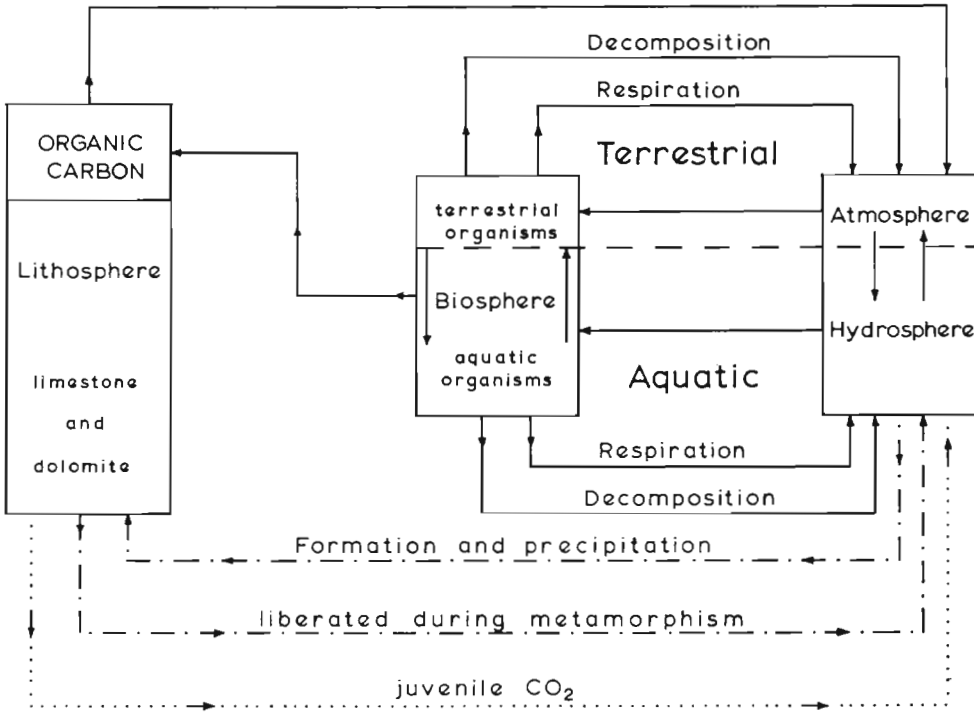 Decomposition
Respiration
Terrestrial
ORGANIC
CARBON
Lithosphere
limestone
and
dolomite
terrestrial
organisms
Biosphere
aquatic
organisms
Atmosphere
Hydrosphere
Aquatic
Respiration
Decomposition
Formation and precipitation
liberated during metamorphism
juvenile CO₂